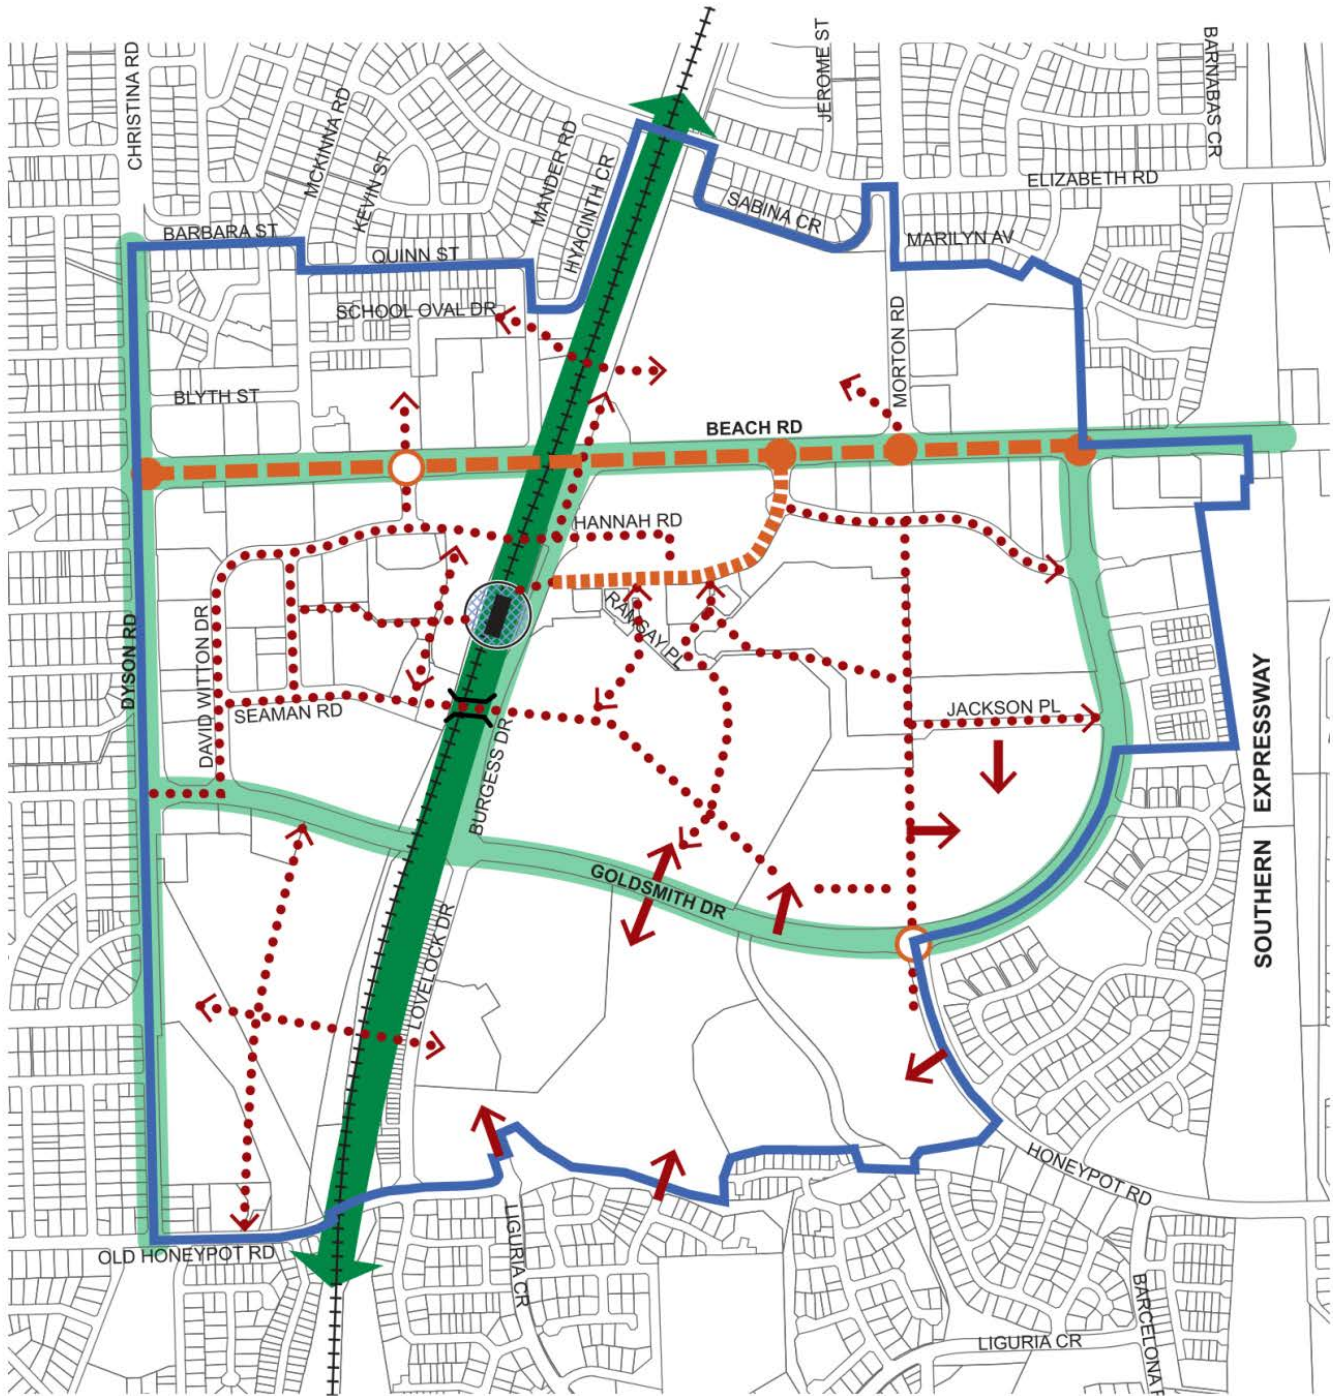 CHRISTINA RD
MCKINNA RD
KEVIN ST
MANDER RD
HYACINTH CR
JEROME ST
BARNABAS CR
ELIZABETH RD
SABINA CR
MARILYN AV
BARBARA ST
QUINN ST
SCHOOL OVAL DR
MORTON RD
BLYTH ST
BEACH RD
HANNAH RD
RAMSAY PL
DYSON RD
DAVID WITTON DR
SEAMAN RD
BURGESS DR
JACKSON PL
SOUTHERN EXPRESSWAY
GOLDSMITH DR
LOVELOCK DR
HONEYPOT RD
OLD HONEYPOT RD
LIGURIA CR
LIGURIA CR
BARCELONA